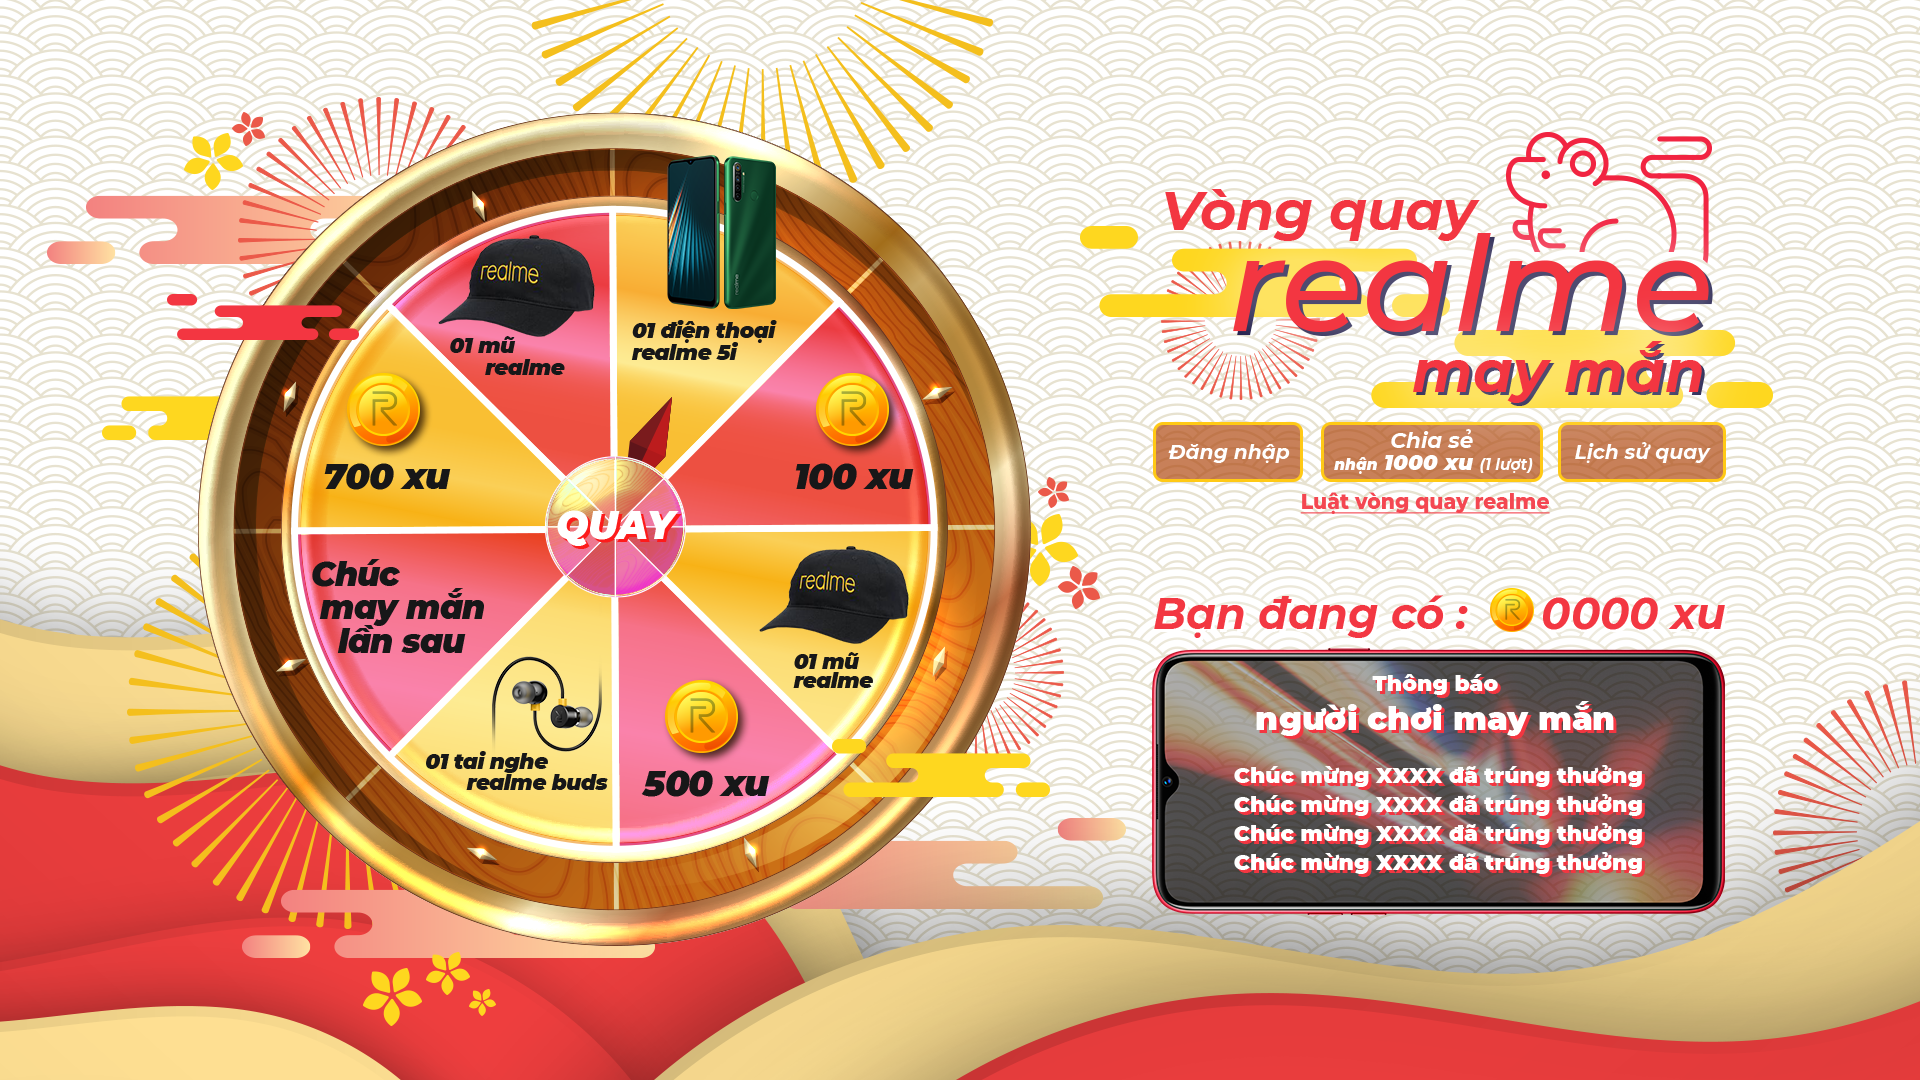 realme
01 mũ
realme
01 điện thoại
realme 5i
R
700 xu
R
100 xu
QUAY
Chúc
may mắn
lần sau
realme
01 mũ
realme
01 tai nghe
realme buds
R
500 xu
Vòng quay
realme
may mắn
Đăng nhập
Chia sẻ
nhận 1000 xu (1 lượt)
Lịch sử quay
Luật vòng quay realme
Bạn đang có : R 0000 xu
Thông báo
người chơi may mắn
Chúc mừng XXXX đã trúng thưởng
Chúc mừng XXXX đã trúng thưởng
Chúc mừng XXXX đã trúng thưởng
Chúc mừng XXXX đã trúng thưởng